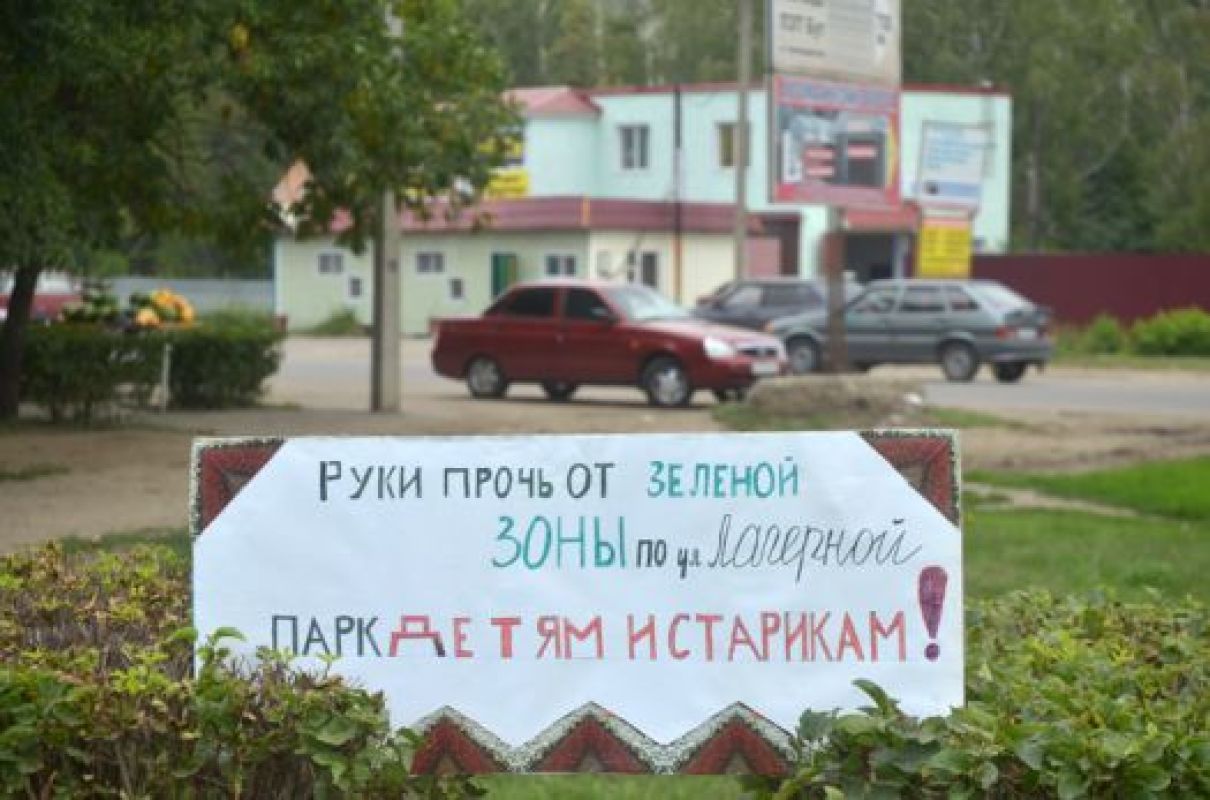 РУКИ ПРОЧЬ ОТ ЗЕЛЕНОЙ
ЗОНЫ ПО УЛ Лагерной
ПАРК ДЕТЯМ И СТАРИКАМ!